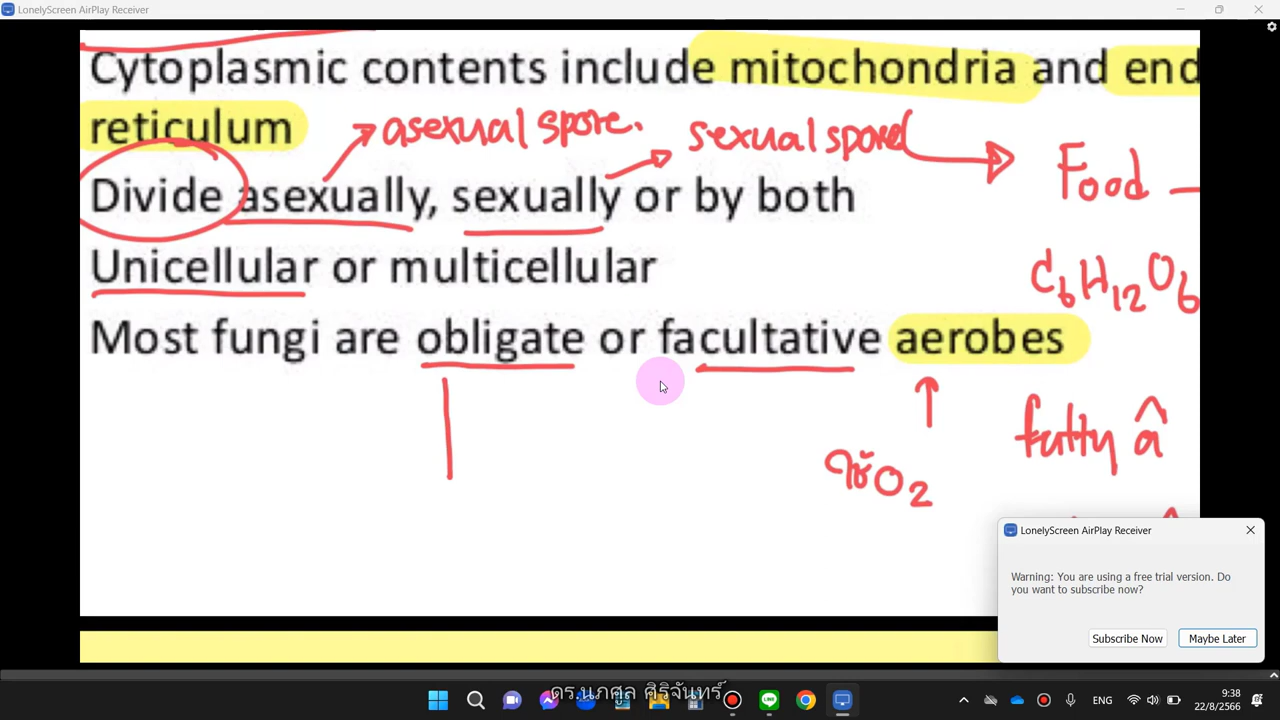 LonelyScreen AirPlay Receiver
Cytoplasmic contents include mitochondria and end
reticulum
asexual spore.
sexual spore
Divide asexually, sexually or by both
Food
Unicellular or multicellular
C6H12O6
Most fungi are obligate or facultative aerobes
fatty â
ใช้O2
LonelyScreen AirPlay Receiver
Warning: You are using a free trial version. Do
you want to subscribe now?
Subscribe Now
Maybe Later
ดร.นภศูล ศิริจันทร์
ENG
9:38
22/8/2566